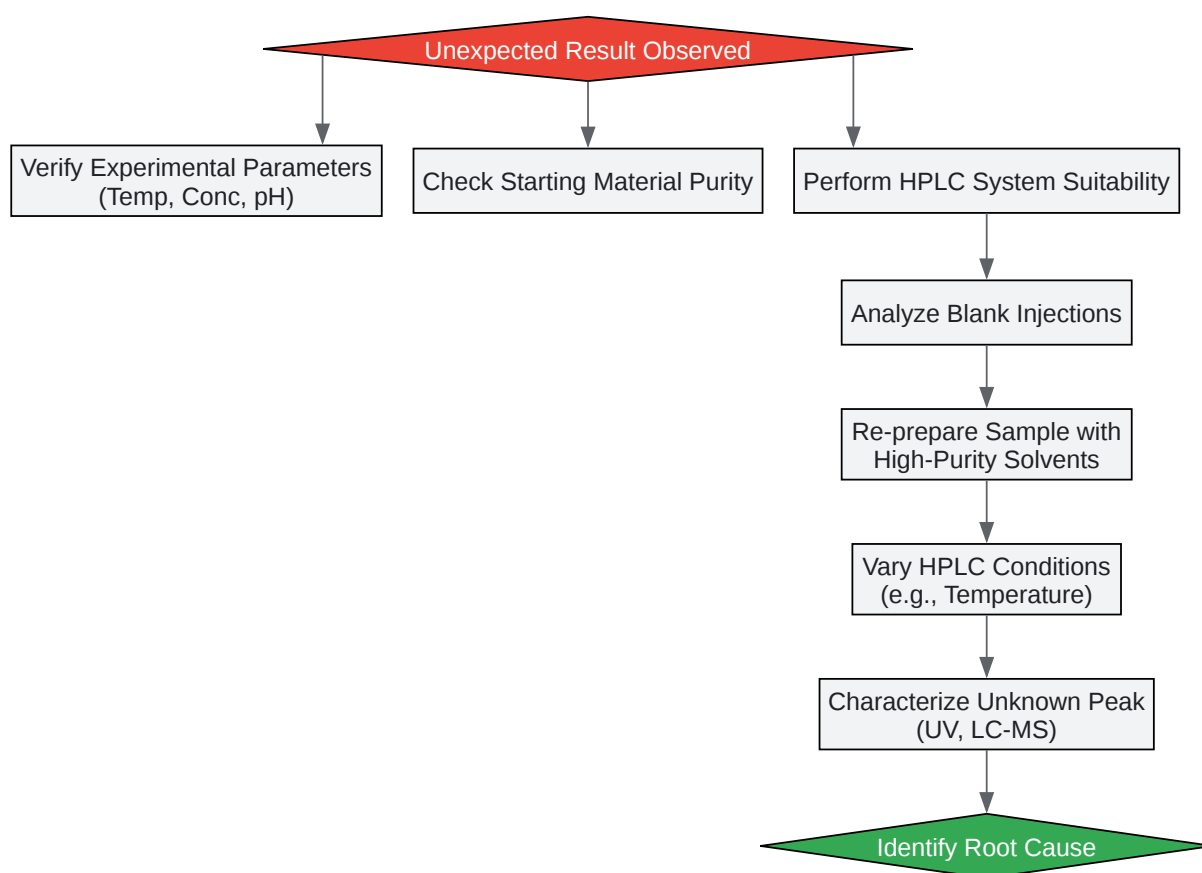 Unexpected Result Observed
Verify Experimental Parameters
(Temp, Conc, pH)
Check Starting Material Purity
Perform HPLC System Suitability
Analyze Blank Injections
Re-prepare Sample with
High-Purity Solvents
Vary HPLC Conditions
(e.g., Temperature)
Characterize Unknown Peak
(UV, LC-MS)
Identify Root Cause